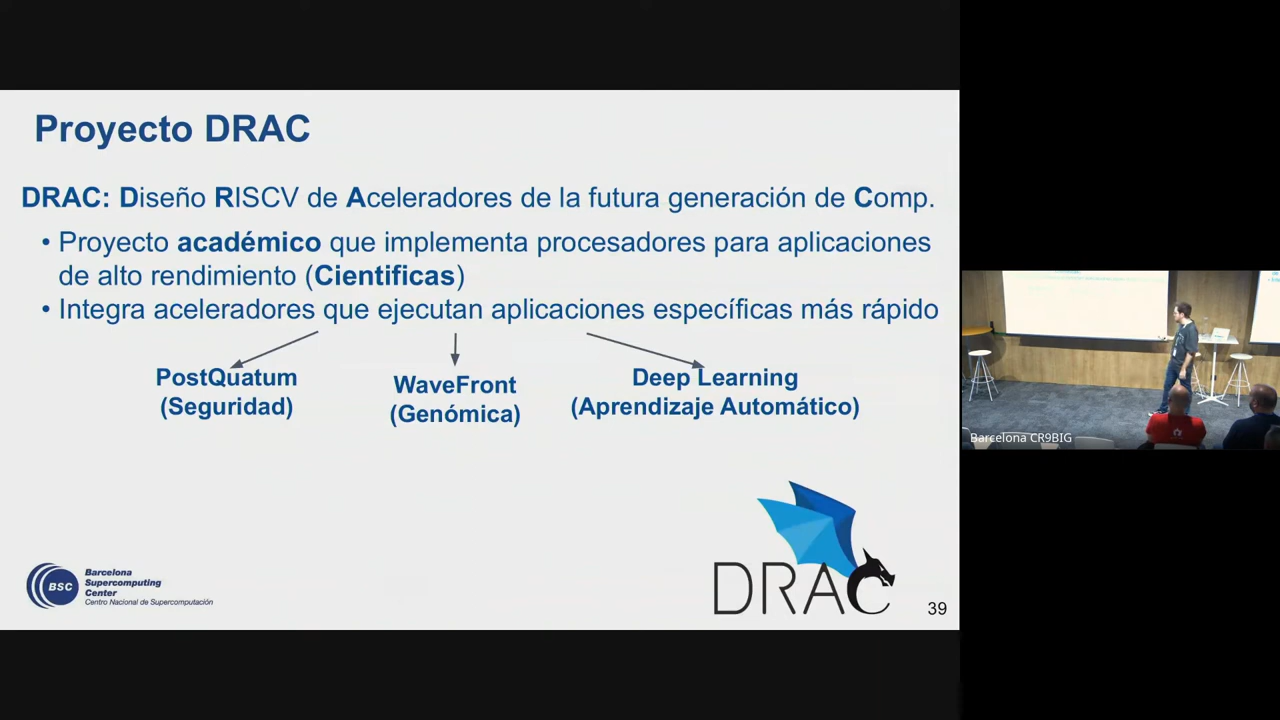 Proyecto DRAC
DRAC: Diseño RISCV de Aceleradores de la futura generación de Comp.
• Proyecto académico que implementa procesadores para aplicaciones
de alto rendimiento (Cientificas)
• Integra aceleradores que ejecutan aplicaciones específicas más rápido
PostQuatum
(Seguridad)
WaveFront
(Genómica)
Deep Learning
(Aprendizaje Automático)
BSC
Barcelona
Supercomputing
Center
Centro Nacional de Supercomputación
DRAC
39
Barcelona CR9BIG